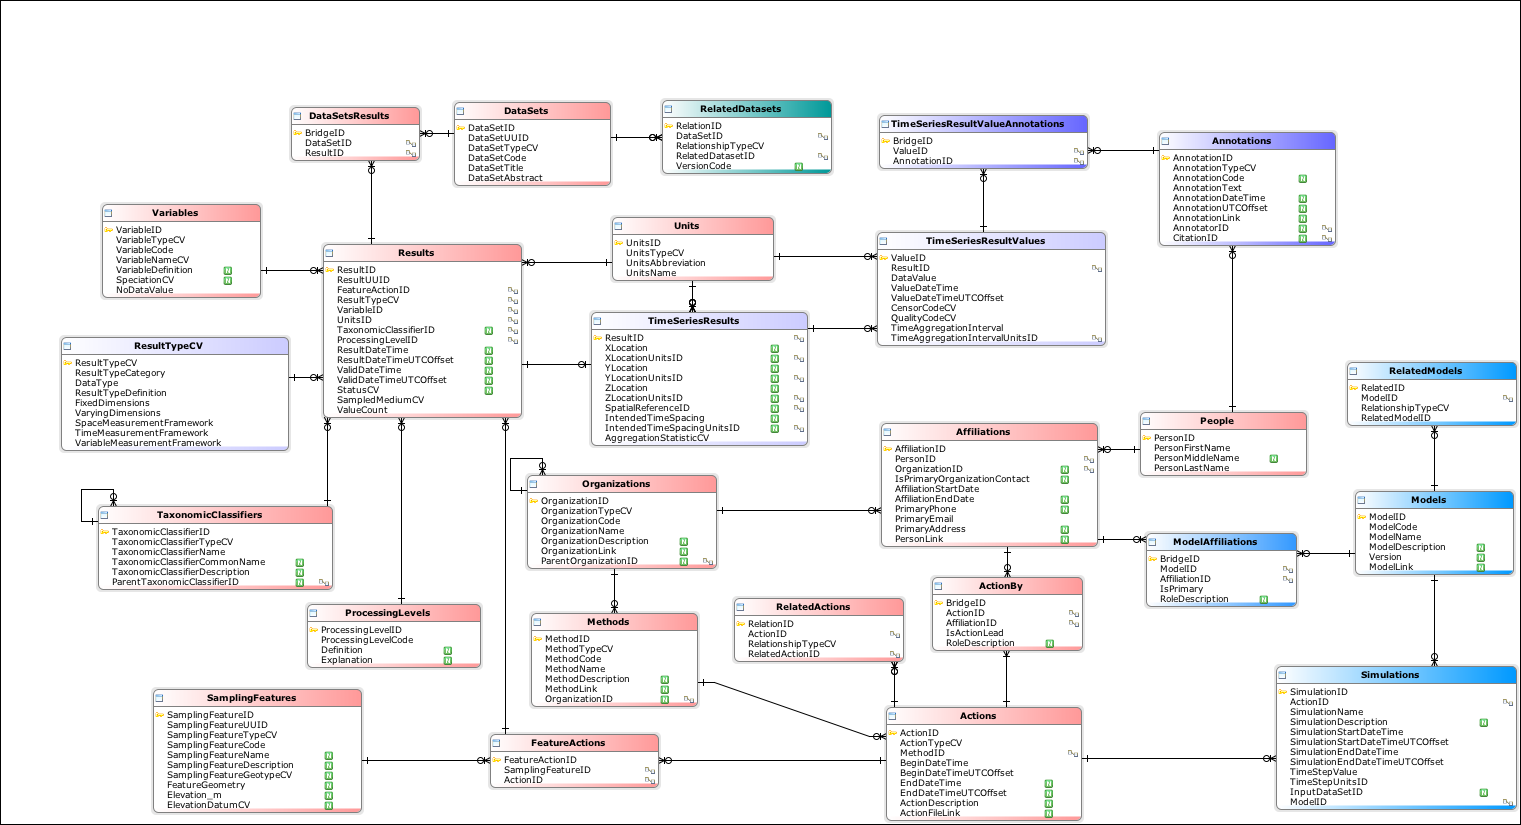 DataSetsResults
BridgeID
DataSetID
ResultID
DataSets
DataSetID
DataSetUUID
DataSetTypeCV
DataSetCode
DataSetTitle
DataSetAbstract
RelatedDatasets
RelationID
DataSetID
RelationshipTypeCV
RelatedDatasetID
VersionCode N
TimeSeriesResultValueAnnotations
BridgeID
ValueID
AnnotationID
Annotations
AnnotationID
AnnotationTypeCV
AnnotationCode N
AnnotationText
AnnotationDateTime N
AnnotationUTCOffset N
AnnotationLink N
AnnotatorID N
CitationID N
Variables
VariableID
VariableTypeCV
VariableCode
VariableNameCV
VariableDefinition N
SpeciationCV N
NoDataValue
Results
ResultID
ResultUUID
FeatureActionID
ResultTypeCV
VariableID
UnitsID
TaxonomicClassifierID N
ProcessingLevelID
ResultDateTime N
ResultDateTimeUTCOffset N
ValidDateTime N
ValidDateTimeUTCOffset N
StatusCV N
SampledMediumCV
ValueCount
Units
UnitsID
UnitsTypeCV
UnitsAbbreviation
UnitsName
TimeSeriesResultValues
ValueID
ResultID
DataValue
ValueDateTime
ValueDateTimeUTCOffset
CensorCodeCV
QualityCodeCV
TimeAggregationInterval
TimeAggregationIntervalUnitsID
TimeSeriesResults
ResultID
XLocation N
XLocationUnitsID N
YLocation N
YLocationUnitsID N
ZLocation N
ZLocationUnitsID N
SpatialReferenceID N
IntendedTimeSpacing N
IntendedTimeSpacingUnitsID N
AggregationStatisticCV
ResultTypeCV
ResultTypeCV
ResultTypeCategory
DataType
ResultTypeDefinition
FixedDimensions
VaryingDimensions
SpaceMeasurementFramework
TimeMeasurementFramework
VariableMeasurementFramework
RelatedModels
RelatedID
ModelID
RelationshipTypeCV
RelatedModelID
People
PersonID
PersonFirstName
PersonMiddleName N
PersonLastName
Affiliations
AffiliationID
PersonID
OrganizationID N
IsPrimaryOrganizationContact N
AffiliationStartDate
AffiliationEndDate N
PrimaryPhone N
PrimaryEmail
PrimaryAddress N
PersonLink N
Organizations
OrganizationID
OrganizationTypeCV
OrganizationCode
OrganizationName
OrganizationDescription N
OrganizationLink N
ParentOrganizationID N
Models
ModelID
ModelCode
ModelName
ModelDescription N
Version N
ModelLink N
TaxonomicClassifiers
TaxonomicClassifierID
TaxonomicClassifierTypeCV
TaxonomicClassifierName
TaxonomicClassifierCommonName N
TaxonomicClassifierDescription N
ParentTaxonomicClassifierID N
ModelAffiliations
BridgeID
ModelID
AffiliationID
IsPrimary
RoleDescription N
ActionBy
BridgeID
ActionID
AffiliationID
IsActionLead
RoleDescription N
ProcessingLevels
ProcessingLevelID
ProcessingLevelCode
Definition N
Explanation N
Methods
MethodID
MethodTypeCV
MethodCode
MethodName
MethodDescription N
MethodLink N
OrganizationID N
RelatedActions
RelationID
ActionID
RelationshipTypeCV
RelatedActionID
Simulations
SimulationID
ActionID
SimulationName
SimulationDescription N
SimulationStartDateTime
SimulationStartDateTimeUTCOffset
SimulationEndDateTime
SimulationEndDateTimeUTCOffset
TimeStepValue
TimeStepUnitsID
InputDataSetID N
ModelID
SamplingFeatures
SamplingFeatureID
SamplingFeatureUUID
SamplingFeatureTypeCV
SamplingFeatureCode
SamplingFeatureName N
SamplingFeatureDescription N
SamplingFeatureGeotypeCV N
FeatureGeometry N
Elevation_m N
ElevationDatumCV N
FeatureActions
FeatureActionID
SamplingFeatureID
ActionID
Actions
ActionID
ActionTypeCV
MethodID
BeginDateTime
BeginDateTimeUTCOffset
EndDateTime N
EndDateTimeUTCOffset N
ActionDescription N
ActionFileLink N